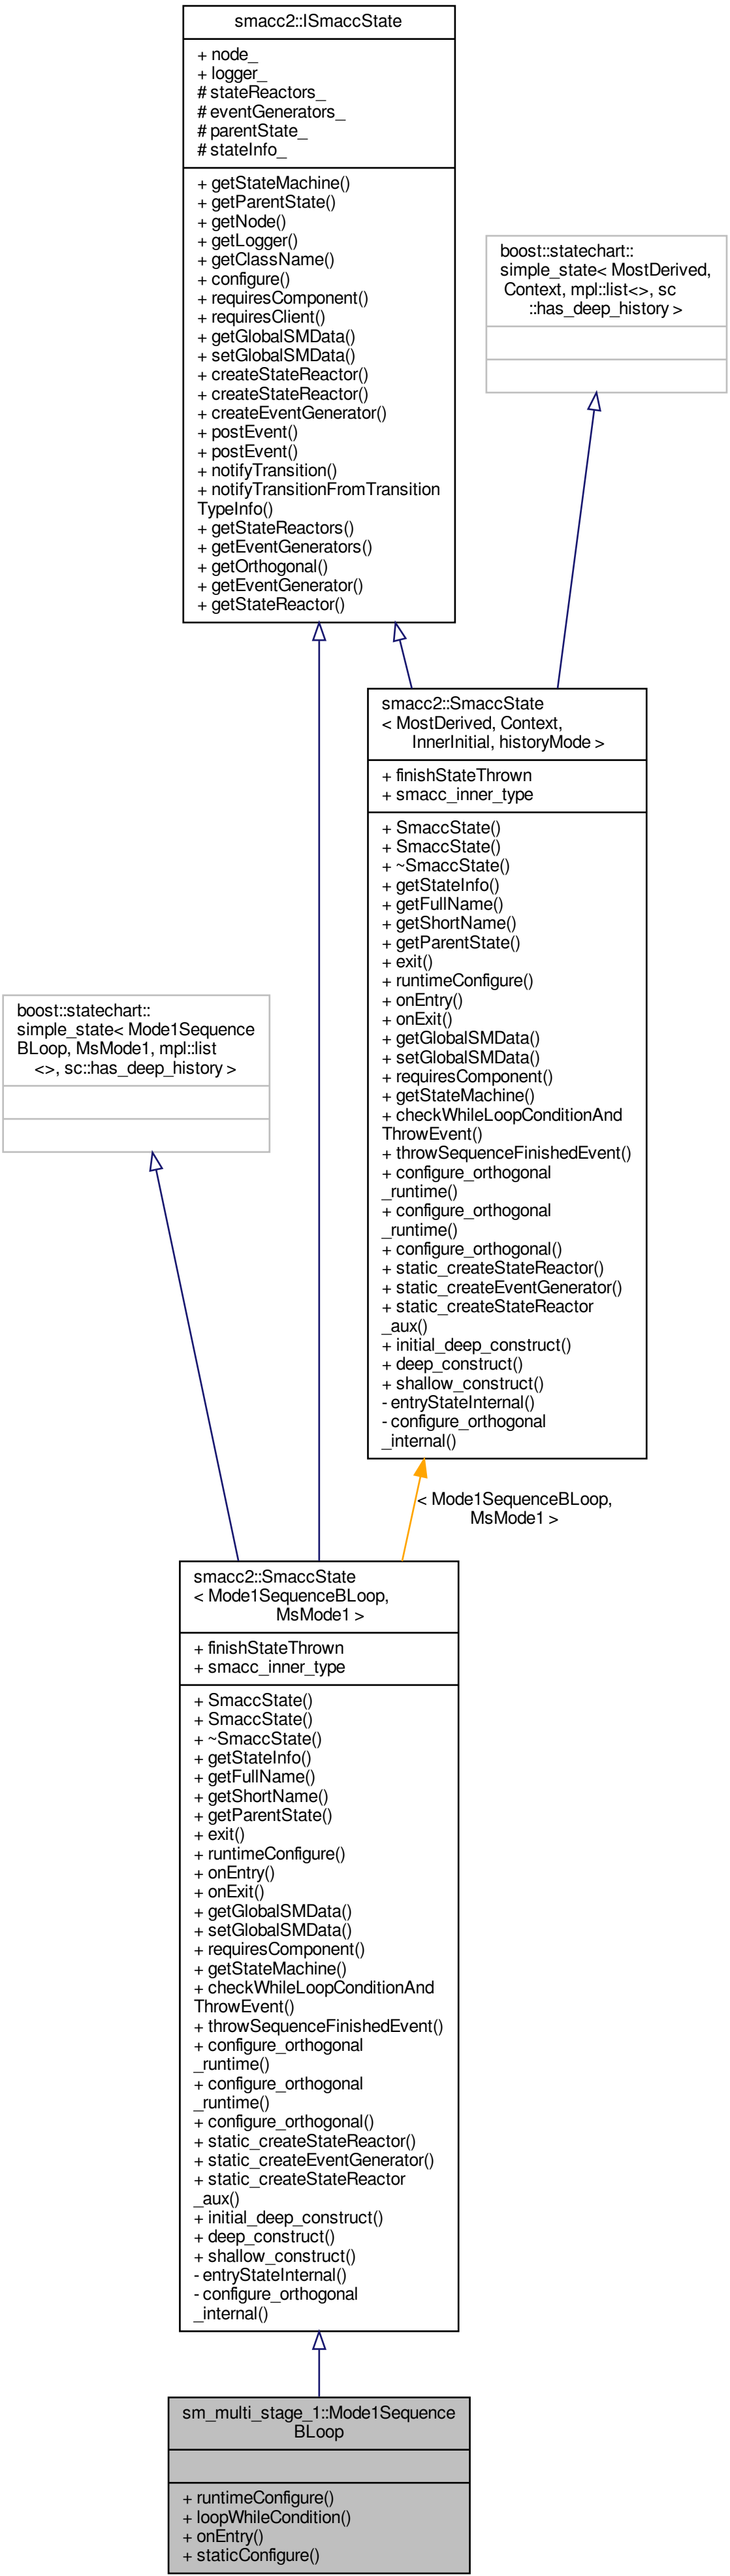 smacc2::ISmaccState
+ node_
+ logger_
# stateReactors_
# eventGenerators_
# parentState_
# stateInfo_
+ getStateMachine()
+ getParentState()
+ getNode()
+ getLogger()
+ getClassName()
+ configure()
+ requiresComponent()
+ requiresClient()
+ getGlobalSMData()
+ setGlobalSMData()
+ createStateReactor()
+ createStateReactor()
+ createEventGenerator()
+ postEvent()
+ postEvent()
+ notifyTransition()
+ notifyTransitionFromTransition
TypeInfo()
+ getStateReactors()
+ getEventGenerators()
+ getOrthogonal()
+ getEventGenerator()
+ getStateReactor()
boost::statechart::
simple_state< MostDerived,
Context, mpl::list<>, sc
::has_deep_history >
smacc2::SmaccState
< MostDerived, Context,
InnerInitial, historyMode >
+ finishStateThrown
+ smacc_inner_type
+ SmaccState()
+ SmaccState()
+ ~SmaccState()
+ getStateInfo()
+ getFullName()
+ getShortName()
+ getParentState()
+ exit()
+ runtimeConfigure()
+ onEntry()
+ onExit()
+ getGlobalSMData()
+ setGlobalSMData()
+ requiresComponent()
+ getStateMachine()
+ checkWhileLoopConditionAnd
ThrowEvent()
+ throwSequenceFinishedEvent()
+ configure_orthogonal
_runtime()
+ configure_orthogonal
_runtime()
+ configure_orthogonal()
+ static_createStateReactor()
+ static_createEventGenerator()
+ static_createStateReactor
_aux()
+ initial_deep_construct()
+ deep_construct()
+ shallow_construct()
- entryStateInternal()
- configure_orthogonal
_internal()
boost::statechart::
simple_state< Mode1Sequence
BLoop, MsMode1, mpl::list
<>, sc::has_deep_history >
< Mode1SequenceBLoop,
MsMode1 >
smacc2::SmaccState
< Mode1SequenceBLoop,
MsMode1 >
+ finishStateThrown
+ smacc_inner_type
+ SmaccState()
+ SmaccState()
+ ~SmaccState()
+ getStateInfo()
+ getFullName()
+ getShortName()
+ getParentState()
+ exit()
+ runtimeConfigure()
+ onEntry()
+ onExit()
+ getGlobalSMData()
+ setGlobalSMData()
+ requiresComponent()
+ getStateMachine()
+ checkWhileLoopConditionAnd
ThrowEvent()
+ throwSequenceFinishedEvent()
+ configure_orthogonal
_runtime()
+ configure_orthogonal
_runtime()
+ configure_orthogonal()
+ static_createStateReactor()
+ static_createEventGenerator()
+ static_createStateReactor
_aux()
+ initial_deep_construct()
+ deep_construct()
+ shallow_construct()
- entryStateInternal()
- configure_orthogonal
_internal()
sm_multi_stage_1::Mode1Sequence
BLoop
+ runtimeConfigure()
+ loopWhileCondition()
+ onEntry()
+ staticConfigure()